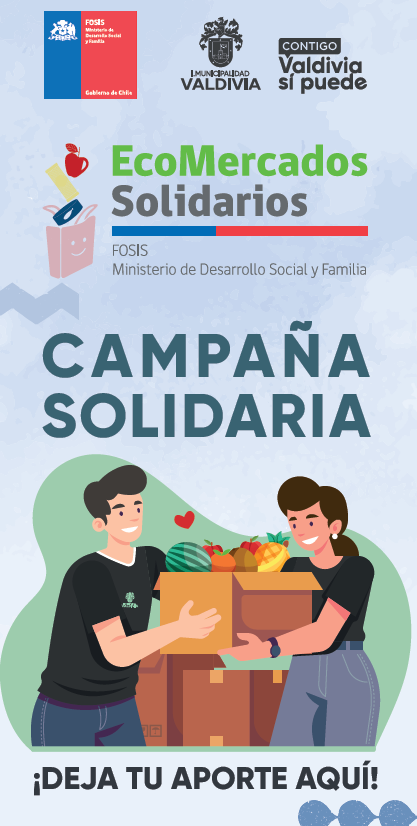 FOSIS
Ministerio de
Desarrollo Social
y Familia
Gobierno de Chile
I.MUNICIPALIDAD
VALDIVIA
CONTIGO
Valdivia
sí puede
EcoMercados
Solidarios
FOSIS
Ministerio de Desarrollo Social y Familia
CAMPAÑA
SOLIDARIA
¡DEJA TU APORTE AQUÍ!